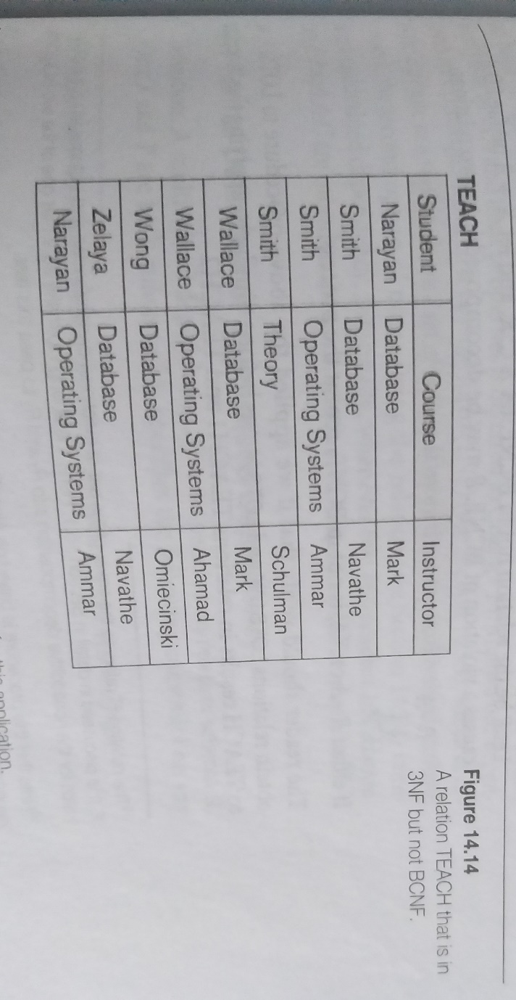 TEACH
Student Course Instructor
Narayan Database Mark
Smith Database Navathe
Smith Operating Systems Ammar
Smith Theory Schulman
Wallace Database Mark
Wallace Operating Systems Ahamad
Wong Database Omiecinski
Zelaya Database Navathe
Narayan Operating Systems Ammar
Figure 14.14
A relation TEACH that is in
3NF but not BCNF.
this application.